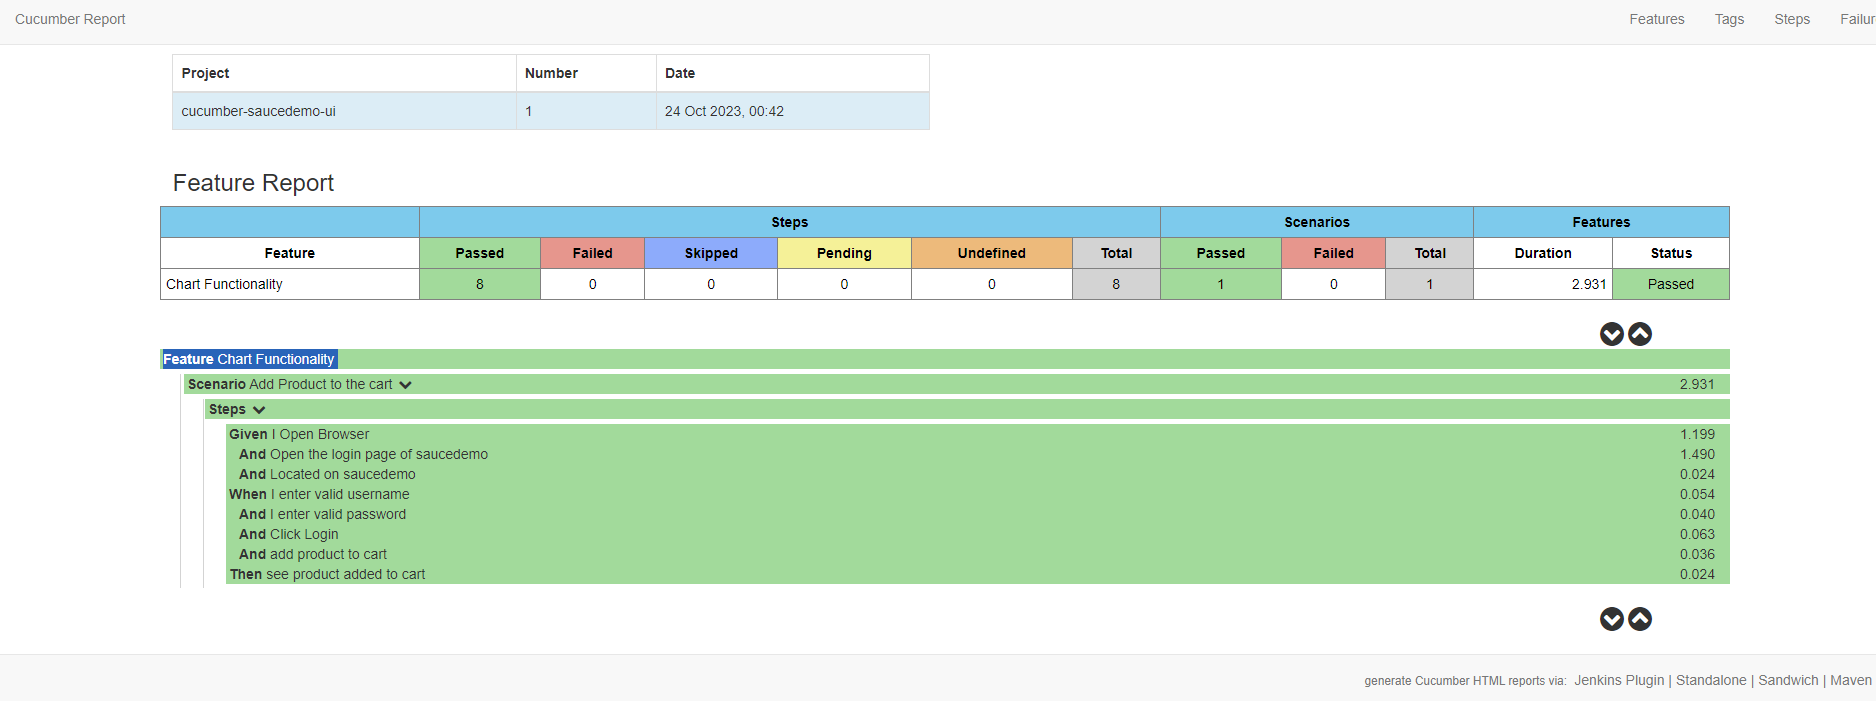 Cucumber Report Features Tags Steps Failur
Project Number Date
cucumber-saucedemo-ui 1 24 Oct 2023, 00:42
Feature Report
Steps Scenarios Features
Feature Passed Failed Skipped Pending Undefined Total Passed Failed Total Duration Status
Chart Functionality 8 0 0 0 0 8 1 0 1 2.931 Passed
Feature Chart Functionality
Scenario Add Product to the cart 2.931
Steps
Given I Open Browser 1.199
And Open the login page of saucedemo 1.490
And Located on saucedemo 0.024
When I enter valid username 0.054
And I enter valid password 0.040
And Click Login 0.063
And add product to cart 0.036
Then see product added to cart 0.024
generate Cucumber HTML reports via: Jenkins Plugin | Standalone | Sandwich | Maven